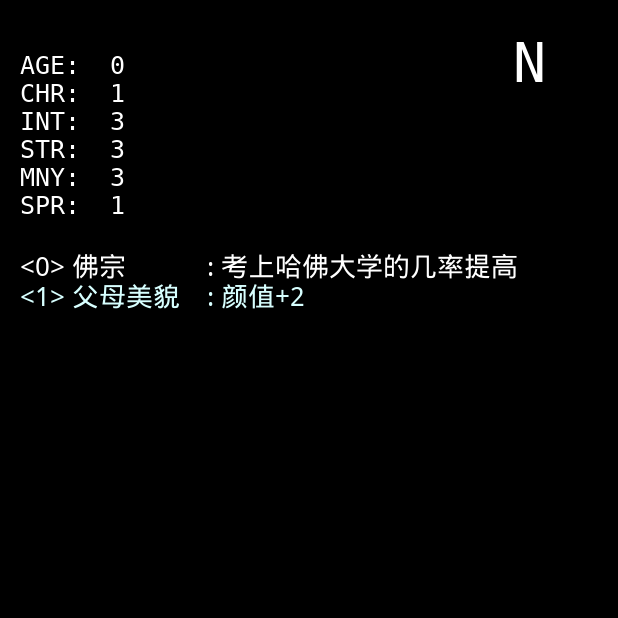 N
AGE: 0
CHR: 1
INT: 3
STR: 3
MNY: 3
SPR: 1
<0> 佛宗 : 考上哈佛大学的几率提高
<1> 父母美貌 : 颜值+2